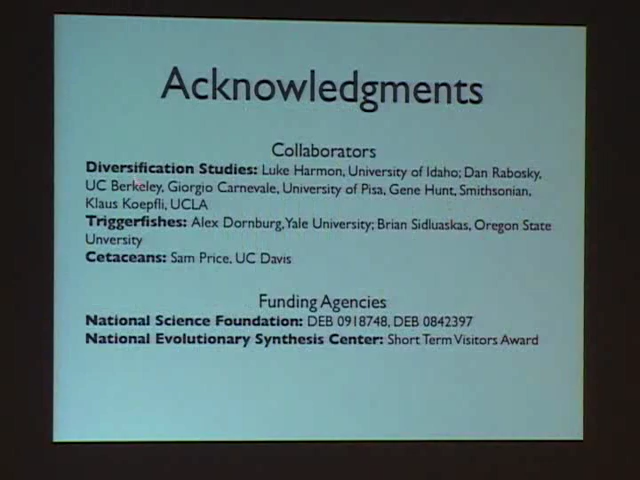 Acknowledgments
Collaborators
Diversification Studies: Luke Harmon, University of Idaho; Dan Rabosky,
UC Berkeley, Giorgio Carnevale, University of Pisa, Gene Hunt, Smithsonian,
Klaus Koepfli, UCLA
Triggerfishes: Alex Dornburg, Yale University; Brian Sidluaskas, Oregon State
Unversity
Cetaceans: Sam Price, UC Davis
Funding Agencies
National Science Foundation: DEB 0918748, DEB 0842397
National Evolutionary Synthesis Center: Short Term Visitors Award